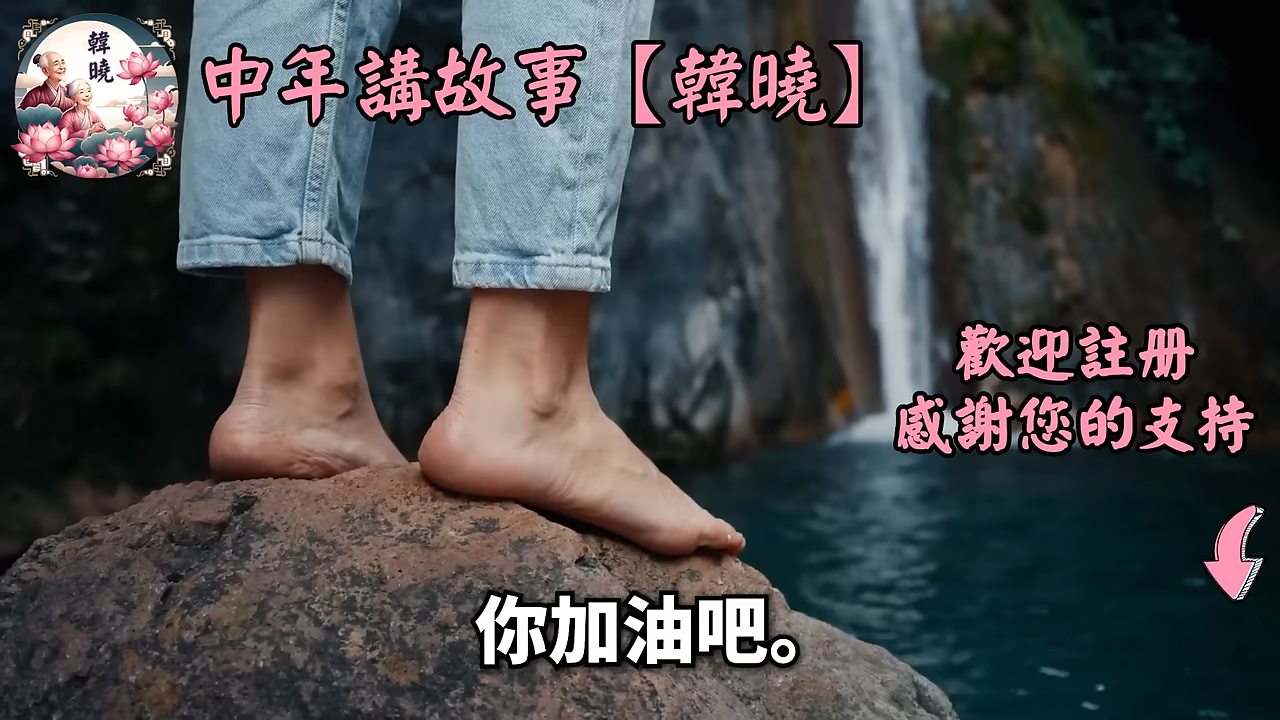 韓
曉
中年講故事【韓曉】
歡迎註册
感謝您的支持
你加油吧。